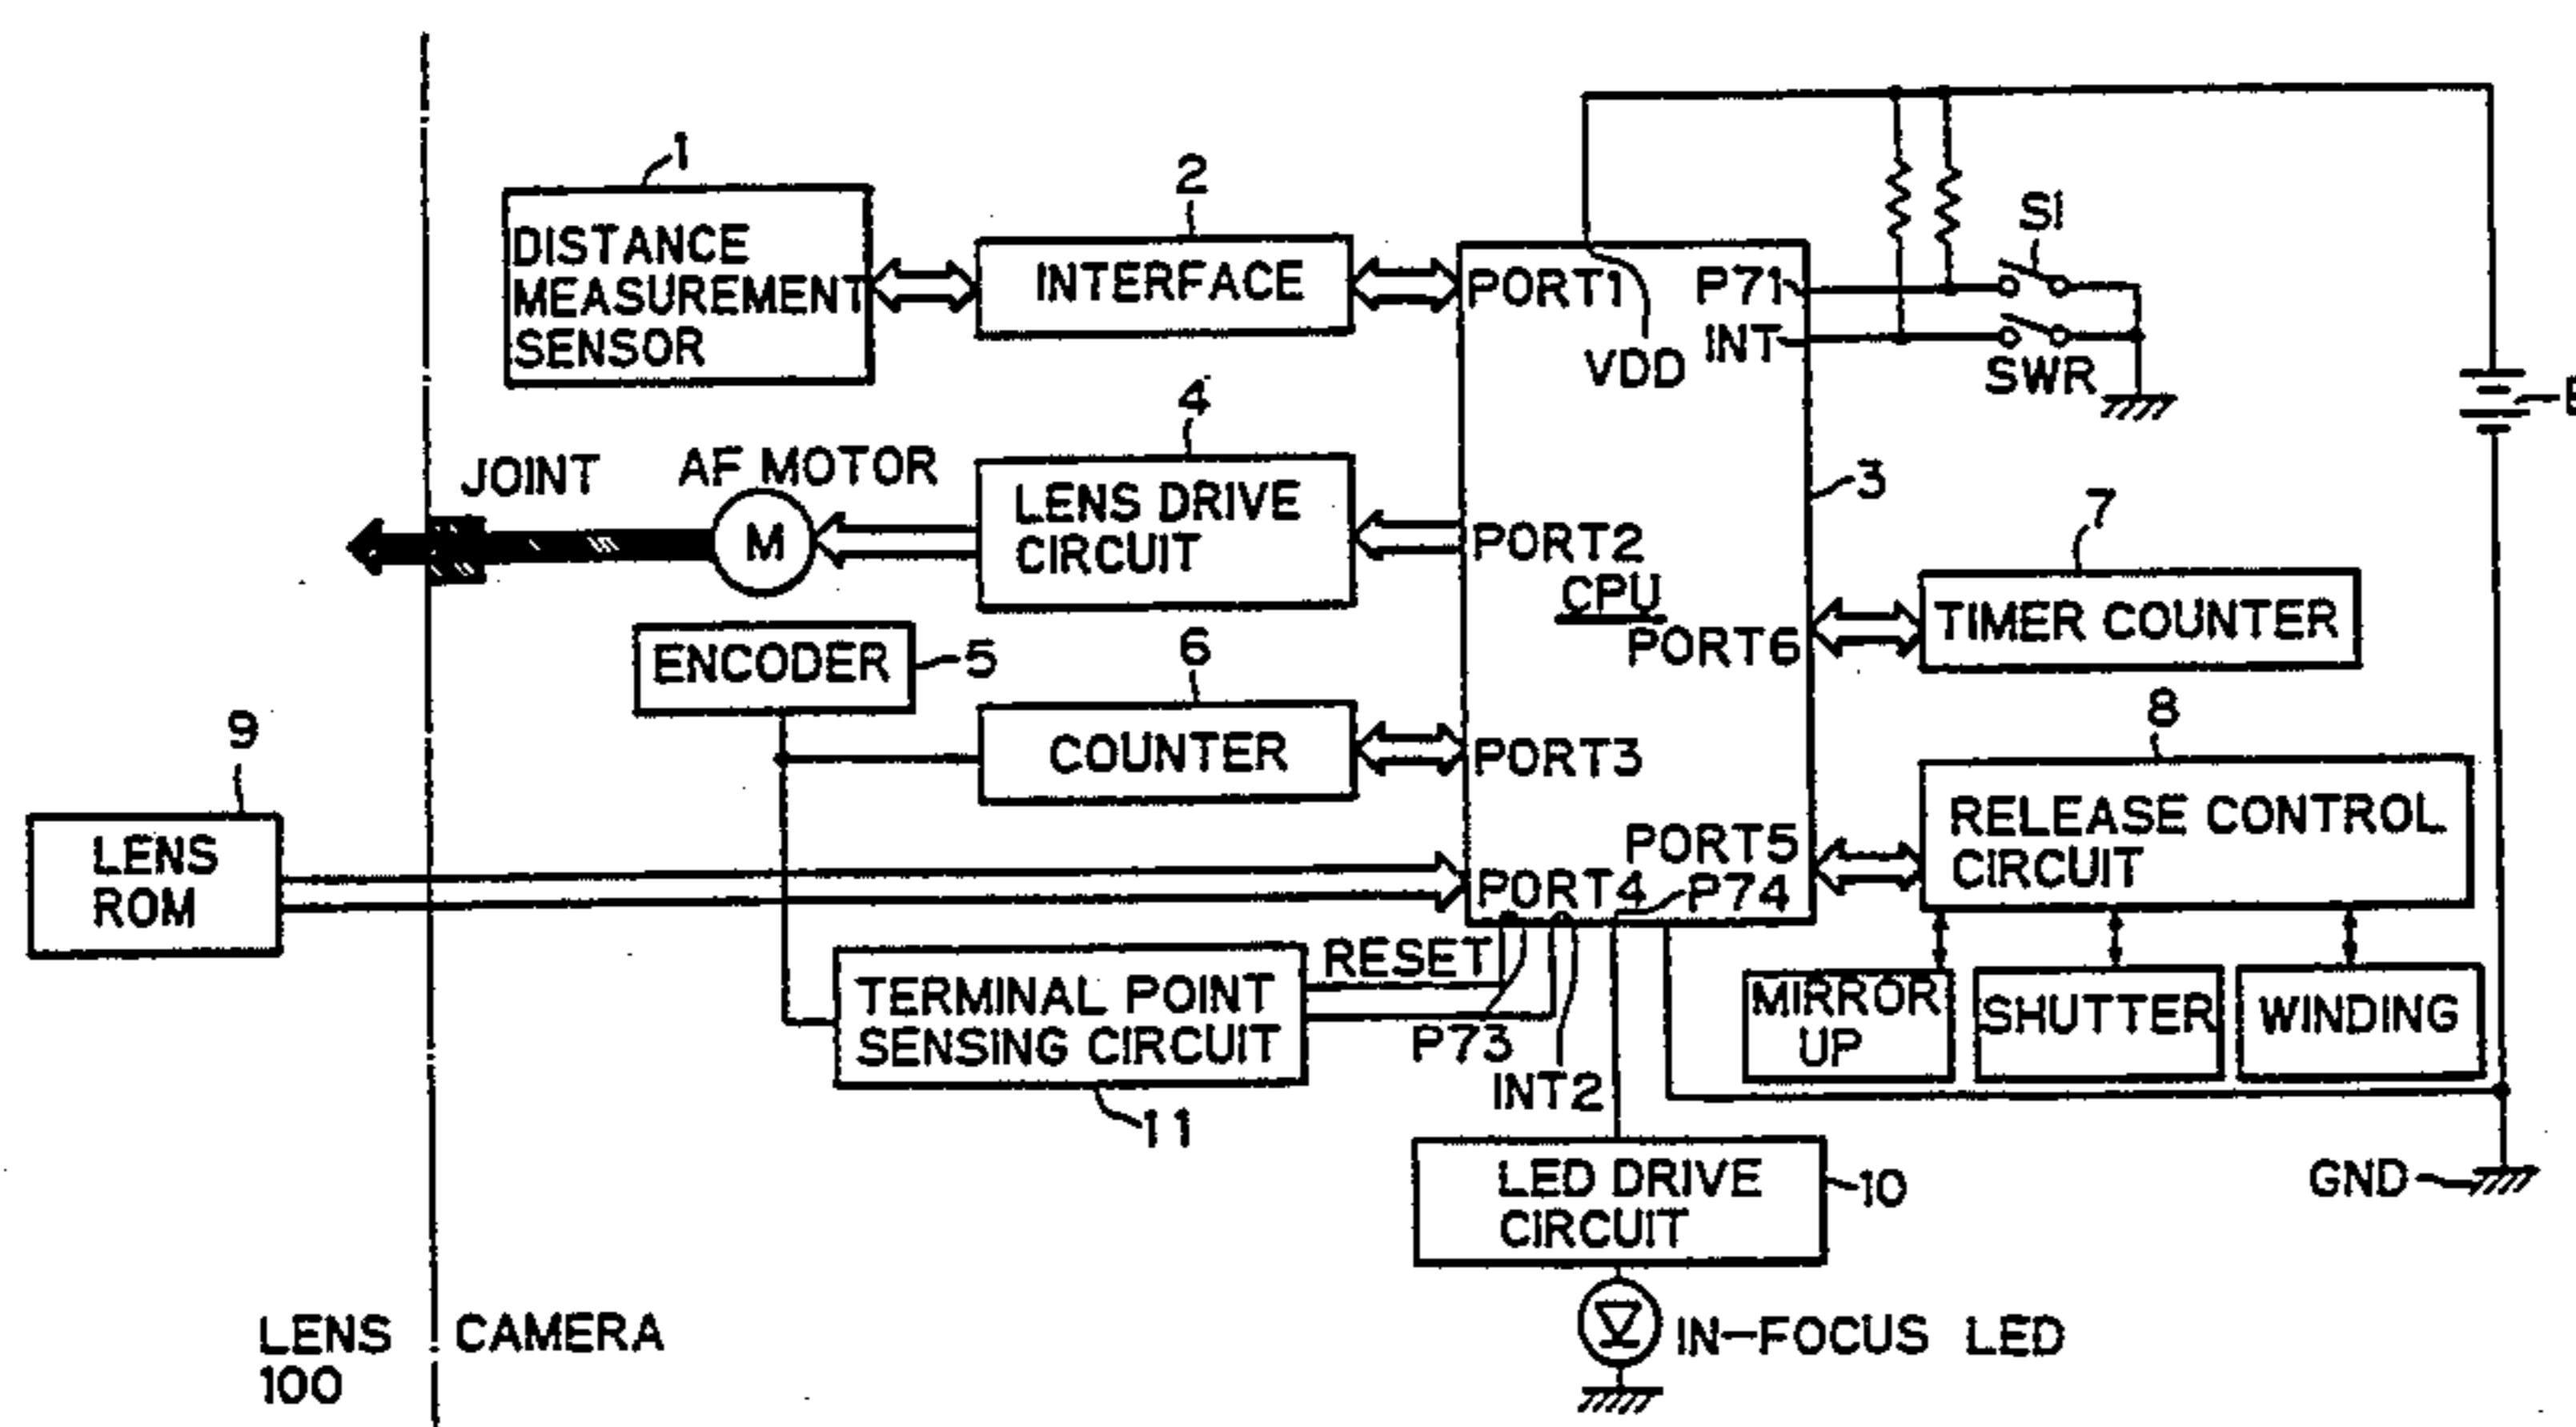 1
DISTANCE
MEASUREMENT
SENSOR
2
INTERFACE
PORT1
VDD
P71
INT
S1
SWR
JOINT
AF MOTOR
M
4
LENS DRIVE
CIRCUIT
PORT2
CPU
3
PORT6
7
TIMER COUNTER
ENCODER
5
6
COUNTER
PORT3
9
LENS
ROM
PORT4
PORT5
P74
8
RELEASE CONTROL
CIRCUIT
MIRROR
UP
SHUTTER
WINDING
TERMINAL POINT
SENSING CIRCUIT
11
RESET
P73
INT2
LED DRIVE
CIRCUIT
10
GND
IN-FOCUS LED
LENS
100
CAMERA